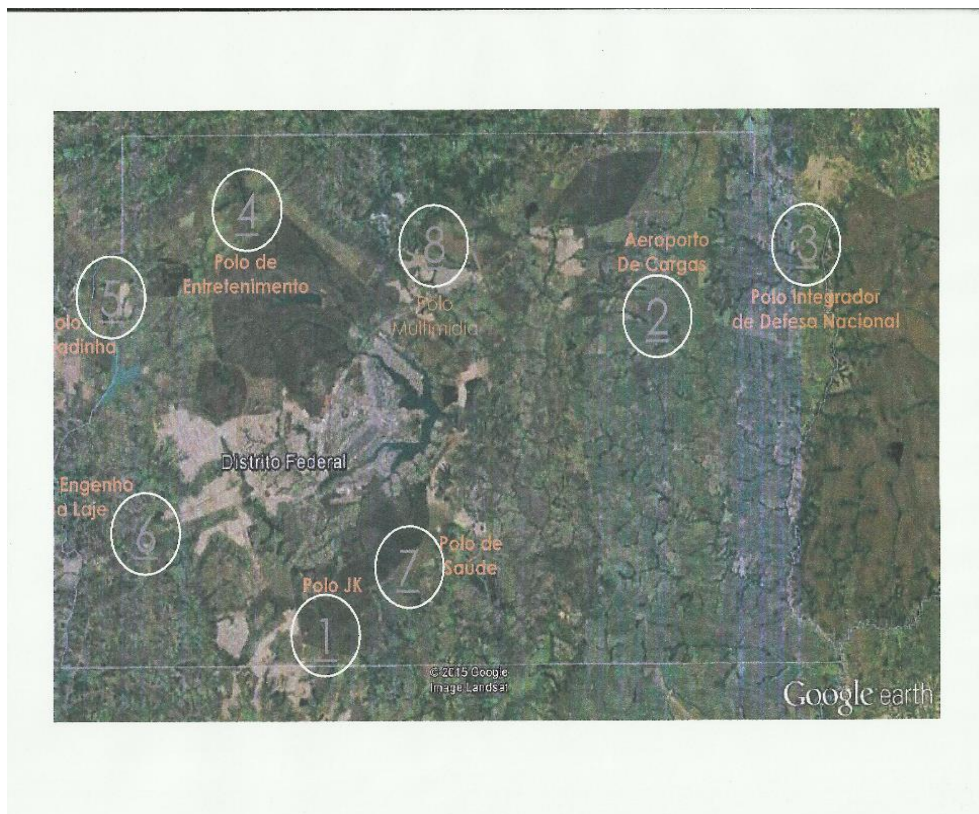 4
Polo de
Entretenimento
8
Polo
Multimídia
Aeroporto
De Cargas
2
3
Polo Integrador
de Defesa Nacional
5
olo
adinha
Distrito Federal
Engenho
a Laje
6
7
Polo de
Saúde
Polo JK
1
© 2015 Google
Image Landsat
Google earth